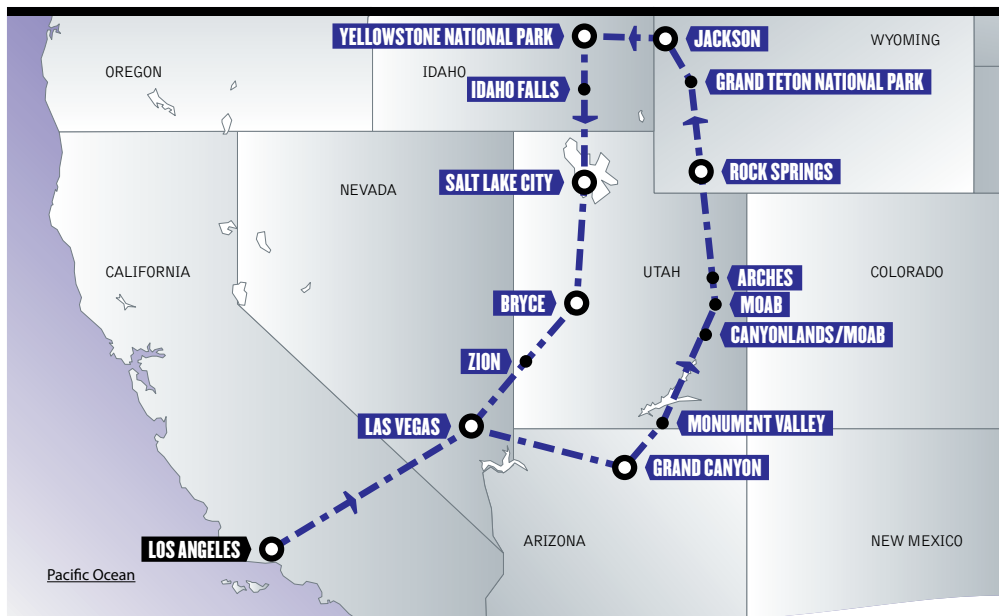 YELLOWSTONE NATIONAL PARK
JACKSON
WYOMING
OREGON
IDAHO
GRAND TETON NATIONAL PARK
IDAHO FALLS
ROCK SPRINGS
SALT LAKE CITY
NEVADA
CALIFORNIA
UTAH
COLORADO
ARCHES
BRYCE
MOAB
CANYONLANDS/MOAB
ZION
LAS VEGAS
MONUMENT VALLEY
GRAND CANYON
LOS ANGELES
ARIZONA
NEW MEXICO
Pacific Ocean